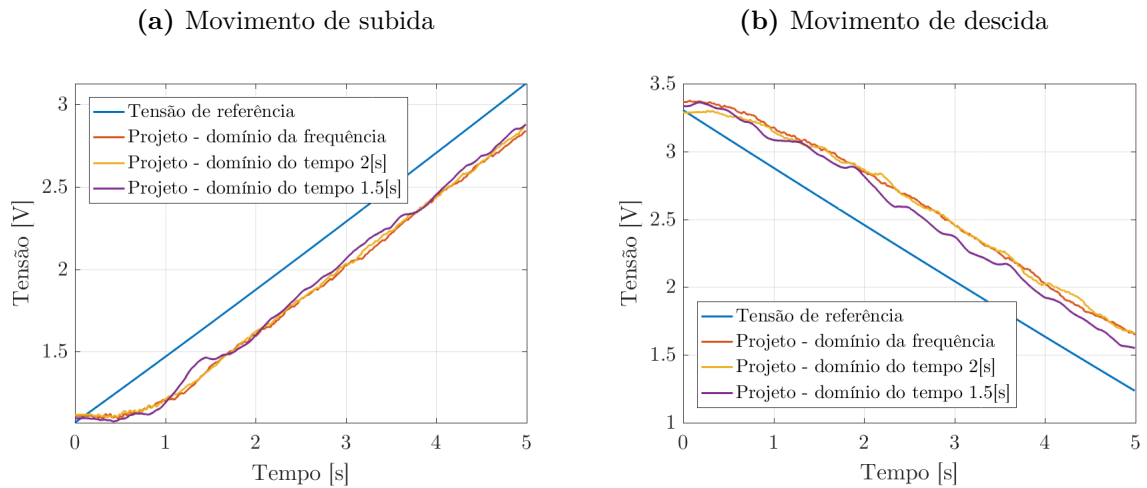 (a) Movimento de subida
Tensão [V]
3
2.5
2
1.5
Tensão de referência
Projeto - domínio da frequência
Projeto - domínio do tempo 2[s]
Projeto - domínio do tempo 1.5[s]
0 1 2 3 4 5
Tempo [s]
(b) Movimento de descida
Tensão [V]
3.5
3
2.5
2
1.5
1
Tensão de referência
Projeto - domínio da frequência
Projeto - domínio do tempo 2[s]
Projeto - domínio do tempo 1.5[s]
0 1 2 3 4 5
Tempo [s]